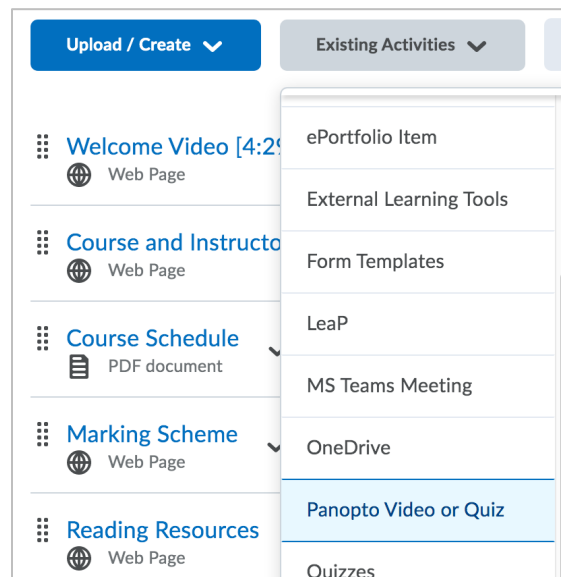 Upload / Create
Existing Activities
Welcome Video [4:29
Web Page
Course and Instructo
Web Page
Course Schedule
PDF document
Marking Scheme
Web Page
Reading Resources
Web Page
ePortfolio Item
External Learning Tools
Form Templates
LeaP
MS Teams Meeting
OneDrive
Panopto Video or Quiz
Quizzes